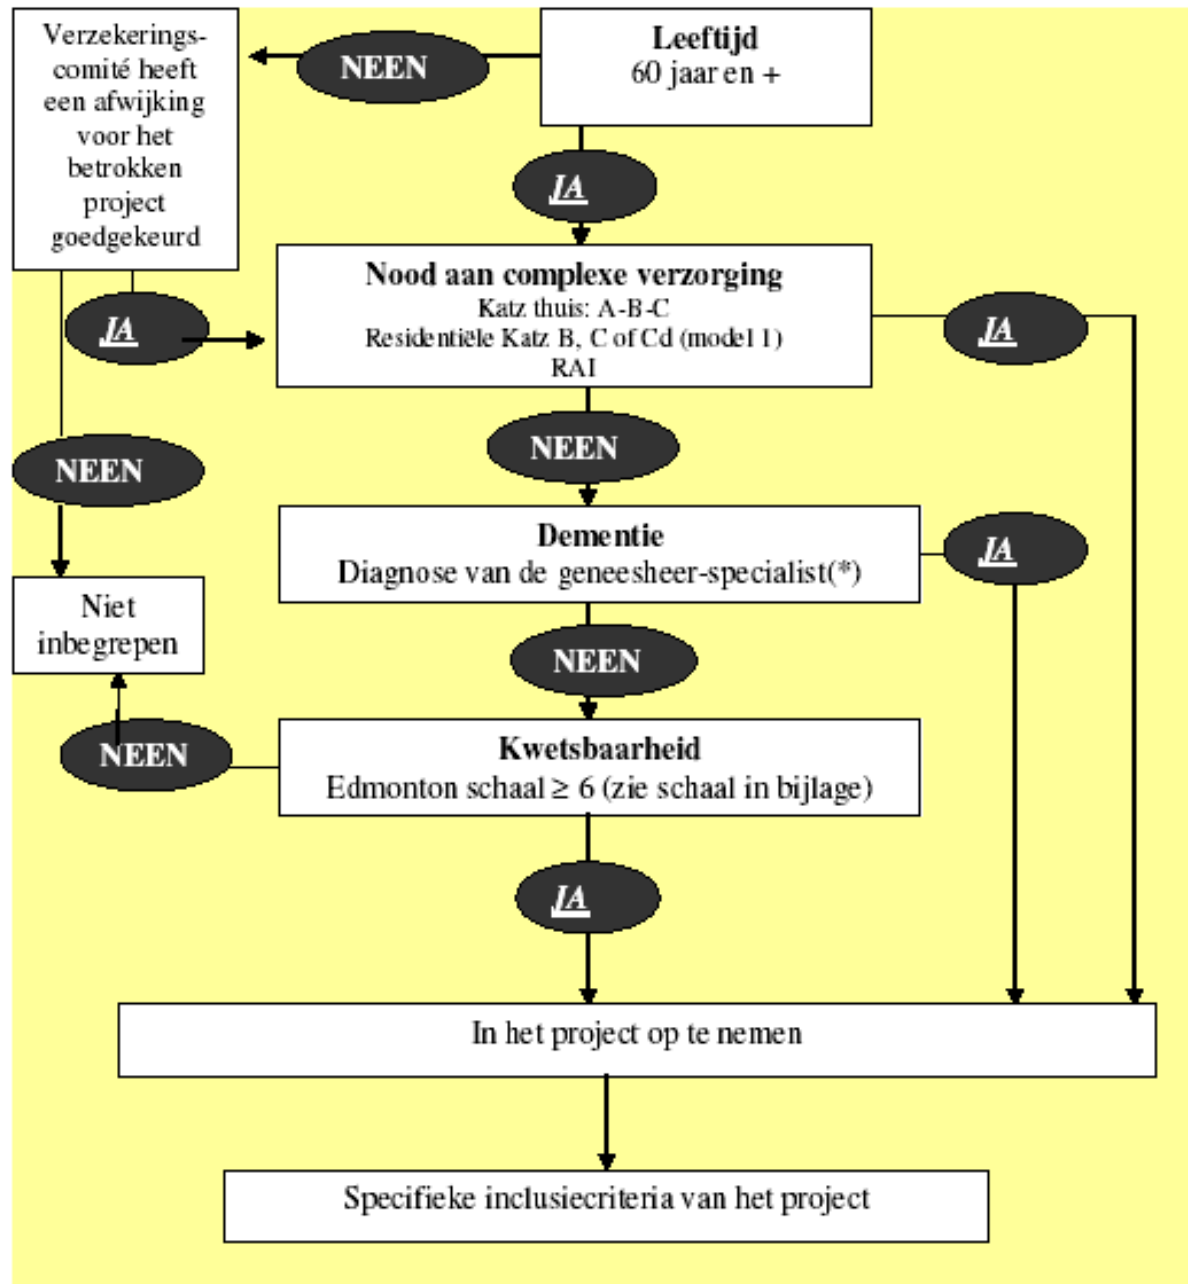 Verzekerings-
comité heeft
een afwijking
voor het
betrokken
project
goedgekeurd
NEEN
Leeftijd
60 jaar en +
JA
Nood aan complexe verzorging
Katz thuis: A-B-C
Residentiële Katz B, C of Cd (model 1)
RAI
JA
JA
NEEN
NEEN
Dementie
Diagnose van de geneesheer-specialist(*)
JA
Niet
inbegrepen
NEEN
Kwetsbaarheid
Edmonton schaal ≥ 6 (zie schaal in bijlage)
NEEN
JA
In het project op te nemen
Specifieke inclusiecriteria van het project